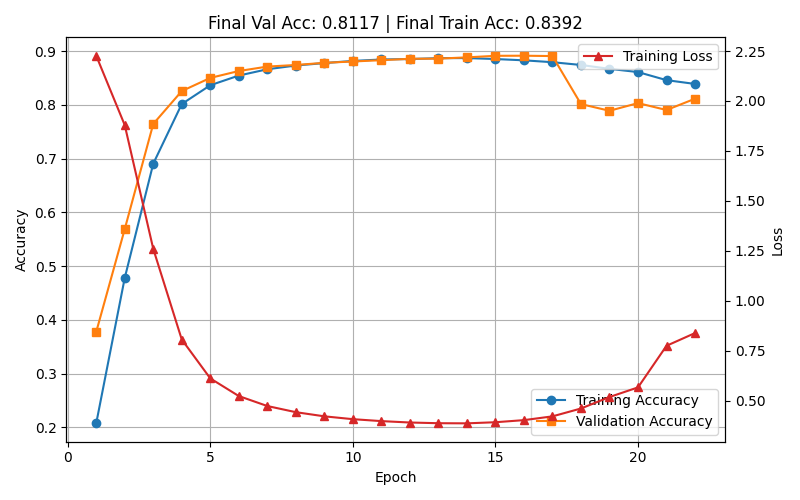 Final Val Acc: 0.8117 | Final Train Acc: 0.8392
Accuracy
0.9
0.8
0.7
0.6
0.5
0.4
0.3
0.2
Training Loss
Training Accuracy
Validation Accuracy
2.25
2.00
1.75
1.50
1.25
1.00
0.75
0.50
Loss
0 5 10 15 20
Epoch